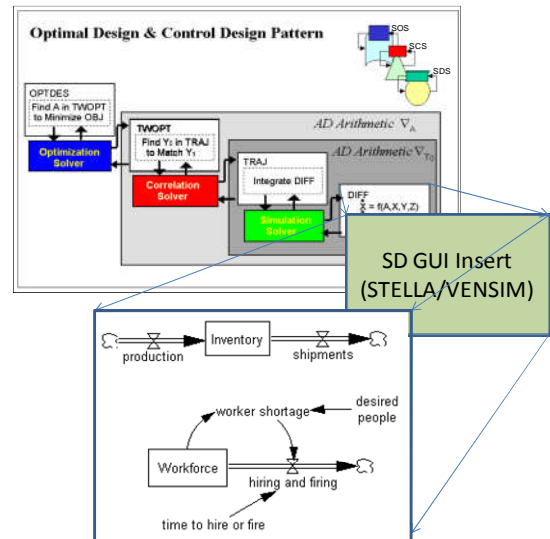 Optimal Design & Control Design Pattern
SOS
SCS
SDS
OPTDES
Find A in TWOPT
to Minimize OBJ
Optimization
Solver
AD Arithmetic ∇A
TWOPT
Find Y₀ in TRAJ
to Match Y₁
Correlation
Solver
AD Arithmetic ∇T₀
TRAJ
Integrate DIFF
Simulation
Solver
DIFF
Ẋ = f(A,X,Y,Z)
SD GUI Insert
(STELLA/VENSIM)
production
Inventory
shipments
worker shortage
desired
people
Workforce
hiring and firing
time to hire or fire